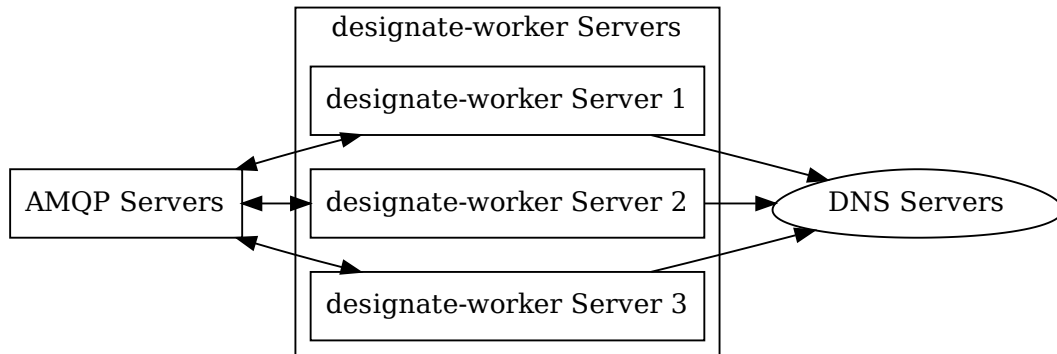 designate-worker Servers
designate-worker Server 1
AMQP Servers
designate-worker Server 2
DNS Servers
designate-worker Server 3